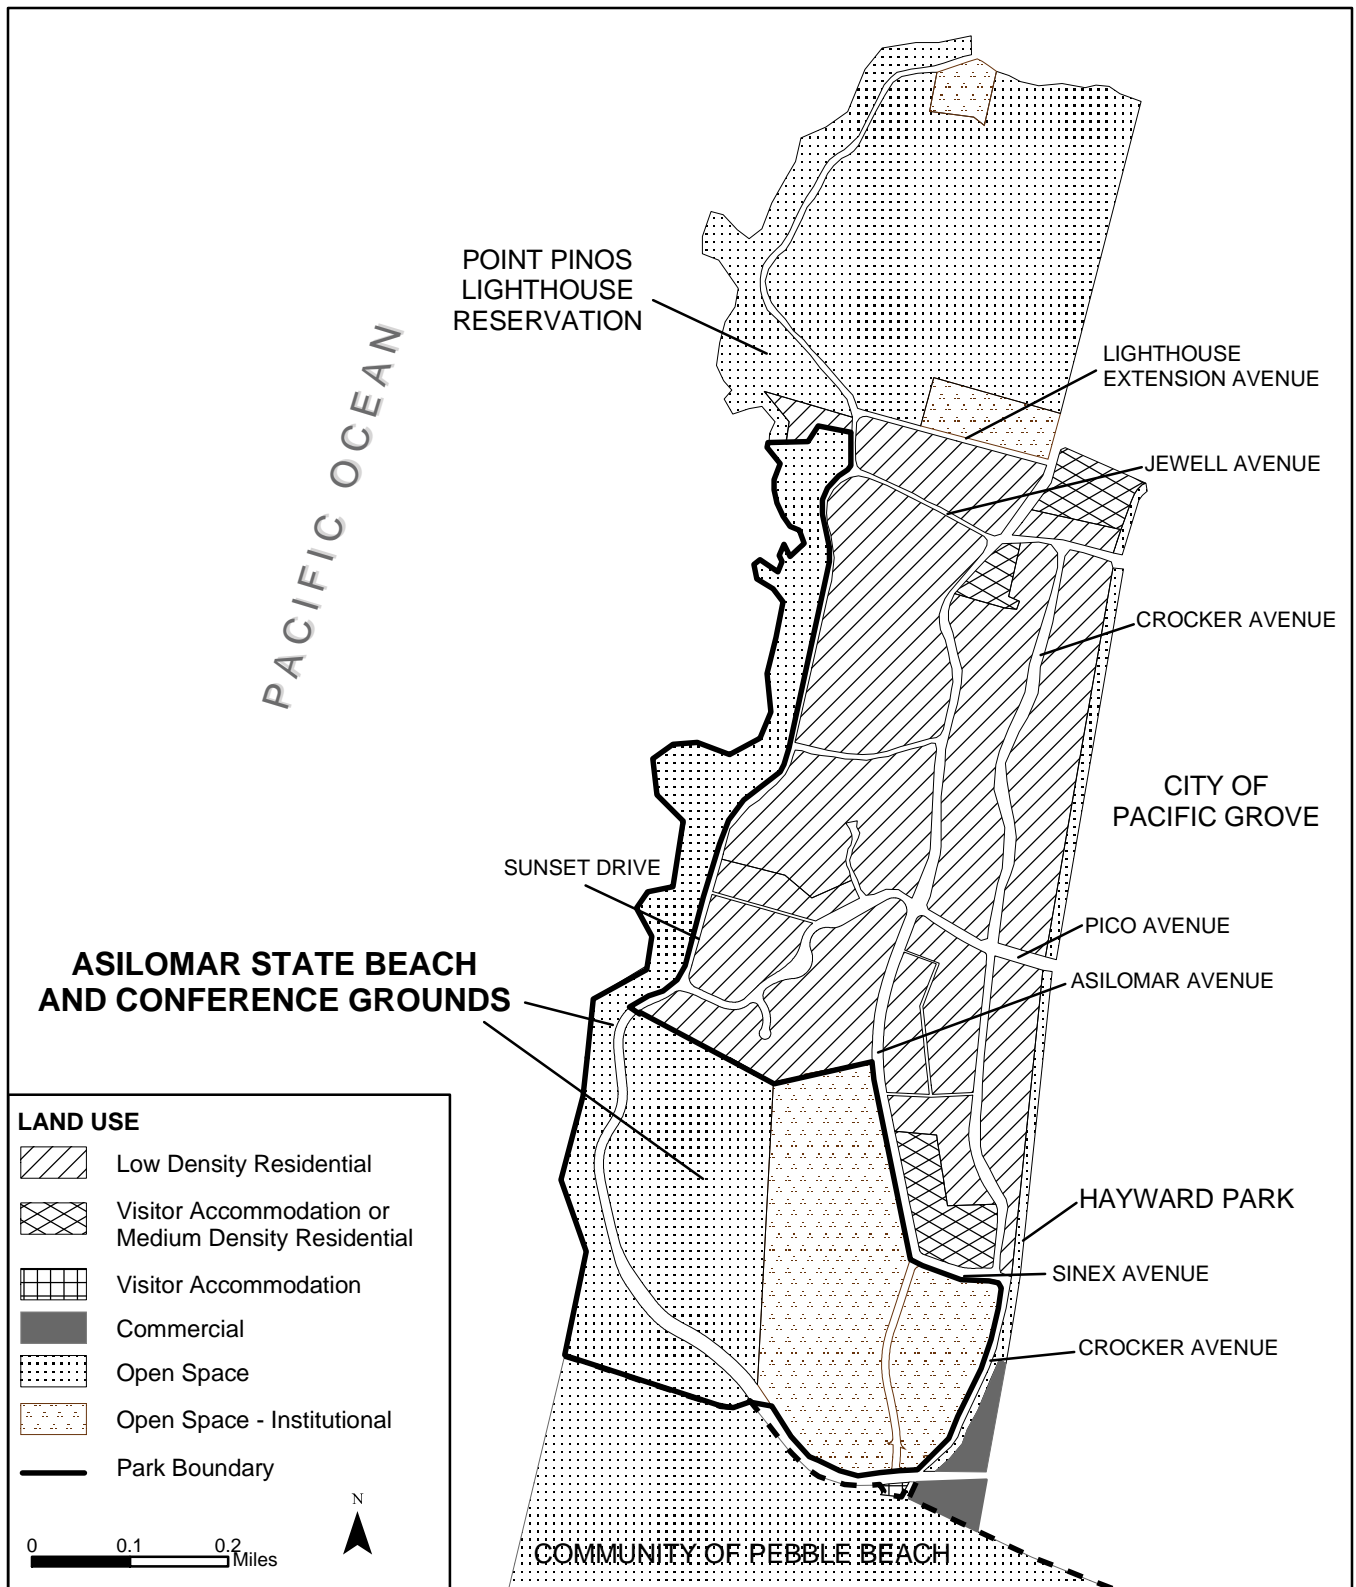 POINT PINOS
LIGHTHOUSE
RESERVATION
LIGHTHOUSE
EXTENSION AVENUE
JEWELL AVENUE
PACIFIC OCEAN
CROCKER AVENUE
CITY OF
PACIFIC GROVE
SUNSET DRIVE
PICO AVENUE
ASILOMAR STATE BEACH
AND CONFERENCE GROUNDS
ASILOMAR AVENUE
HAYWARD PARK
SINEX AVENUE
CROCKER AVENUE
COMMUNITY OF PEBBLE BEACH
LAND USE
Low Density Residential
Visitor Accommodation or
Medium Density Residential
Visitor Accommodation
Commercial
Open Space
Open Space - Institutional
Park Boundary
N
0 0.1 0.2
Miles